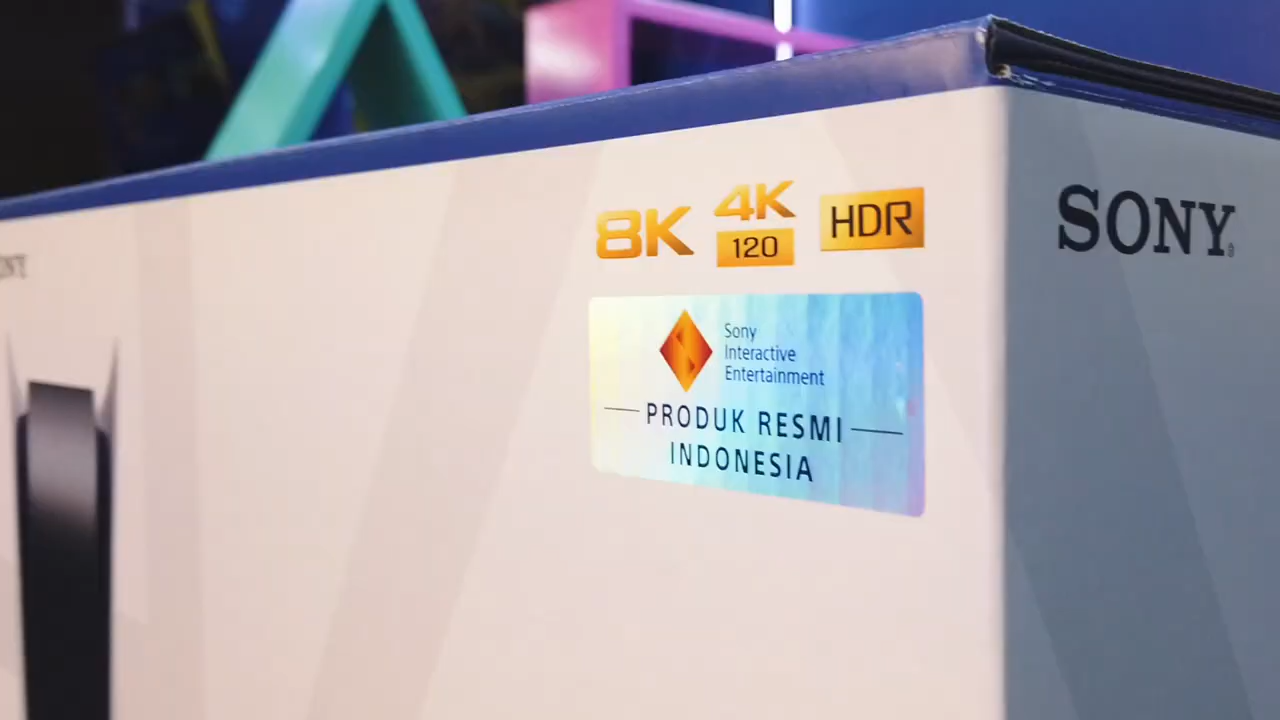 8K
4K
120
HDR
SONY
Sony
Interactive
Entertainment
PRODUK RESMI
INDONESIA